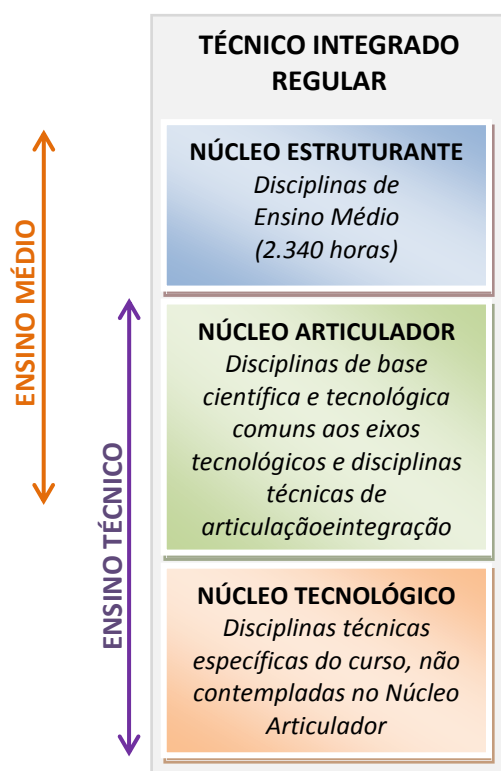 TÉCNICO INTEGRADO
REGULAR
NÚCLEO ESTRUTURANTE
Disciplinas de
Ensino Médio
(2.340 horas)
NÚCLEO ARTICULADOR
Disciplinas de base
científica e tecnológica
comuns aos eixos
tecnológicos e disciplinas
técnicas de
articulaçãoeintegração
NÚCLEO TECNOLÓGICO
Disciplinas técnicas
específicas do curso, não
contempladas no Núcleo
Articulador
ENSINO MÉDIO
ENSINO TÉCNICO